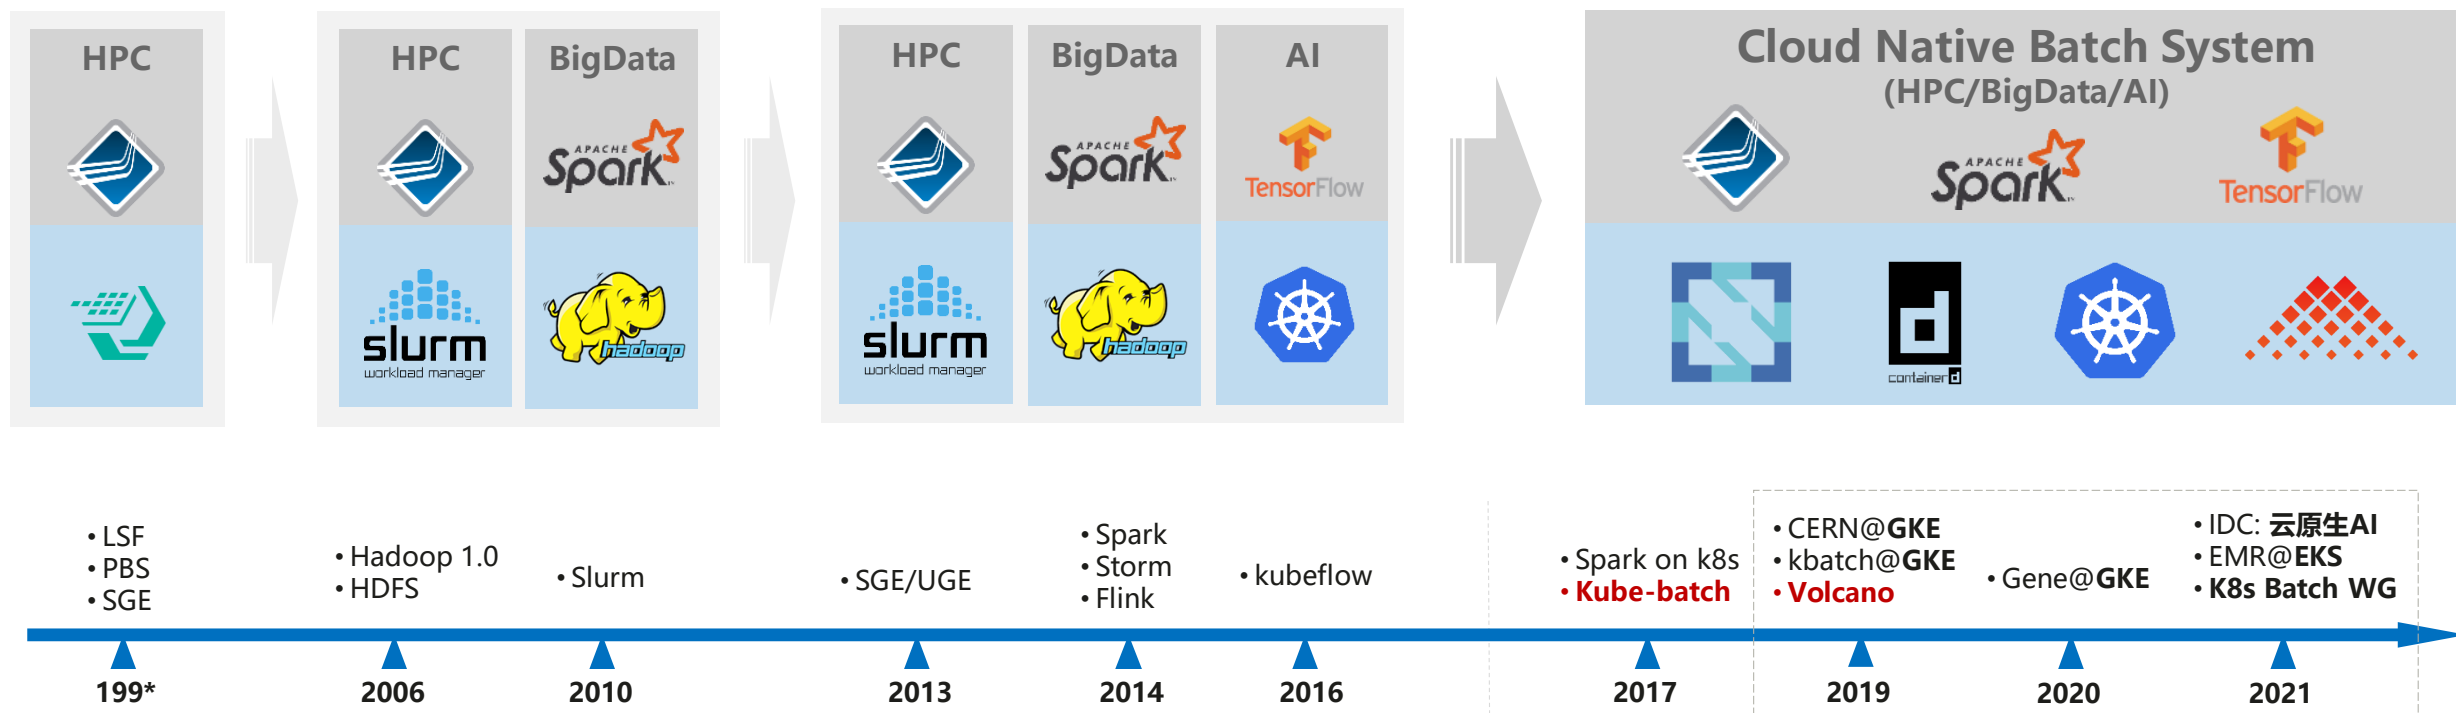 HPC
APACHE
Spark
HPC
BigData
slurm
workload manager
hadoop
HPC
BigData
AI
APACHE
Spark
TensorFlow
slurm
workload manager
hadoop
Cloud Native Batch System
(HPC/BigData/AI)
APACHE
Spark
TensorFlow
d
containerd
• LSF
• PBS
• SGE
199*
• Hadoop 1.0
• HDFS
2006
• Slurm
2010
• SGE/UGE
2013
• Spark
• Storm
• Flink
2014
• kubeflow
2016
• Spark on k8s
• Kube-batch
2017
• CERN@GKE
• kbatch@GKE
• Volcano
2019
• Gene@GKE
2020
• IDC: 云原生AI
• EMR@EKS
• K8s Batch WG
2021